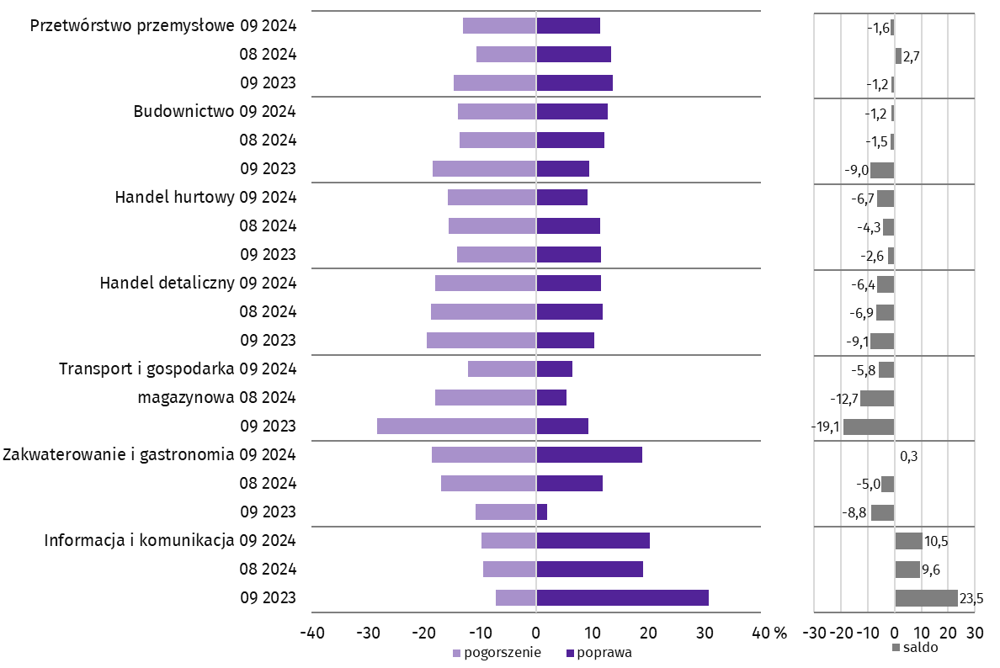 Przetwórstwo przemysłowe 09 2024 -1,6
08 2024 2,7
09 2023 -1,2
Budownictwo 09 2024 -1,2
08 2024 -1,5
09 2023 -9,0
Handel hurtowy 09 2024 -6,7
08 2024 -4,3
09 2023 -2,6
Handel detaliczny 09 2024 -6,4
08 2024 -6,9
09 2023 -9,1
Transport i gospodarka 09 2024 -5,8
magazynowa 08 2024 -12,7
09 2023 -19,1
Zakwaterowanie i gastronomia 09 2024 0,3
08 2024 -5,0
09 2023 -8,8
Informacja i komunikacja 09 2024 10,5
08 2024 9,6
09 2023 23,5
-40 -30 -20 -10 0 10 20 30 40 % -30 -20 -10 0 10 20 30
pogorszenie poprawa saldo